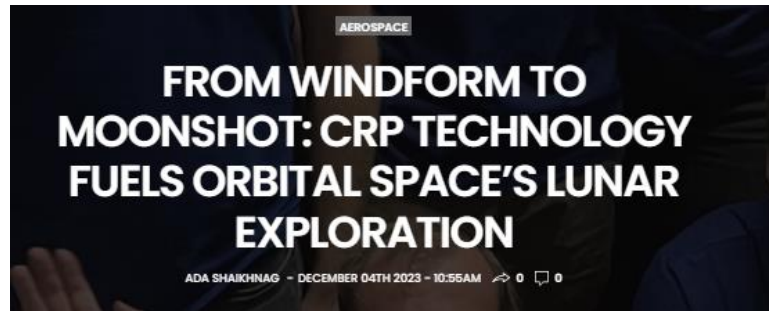 AEROSPACE
FROM WINDFORM TO
MOONSHOT: CRP TECHNOLOGY
FUELS ORBITAL SPACE'S LUNAR
EXPLORATION
ADA SHAIKHNAG - DECEMBER 04TH 2023 - 10:55AM 0 0